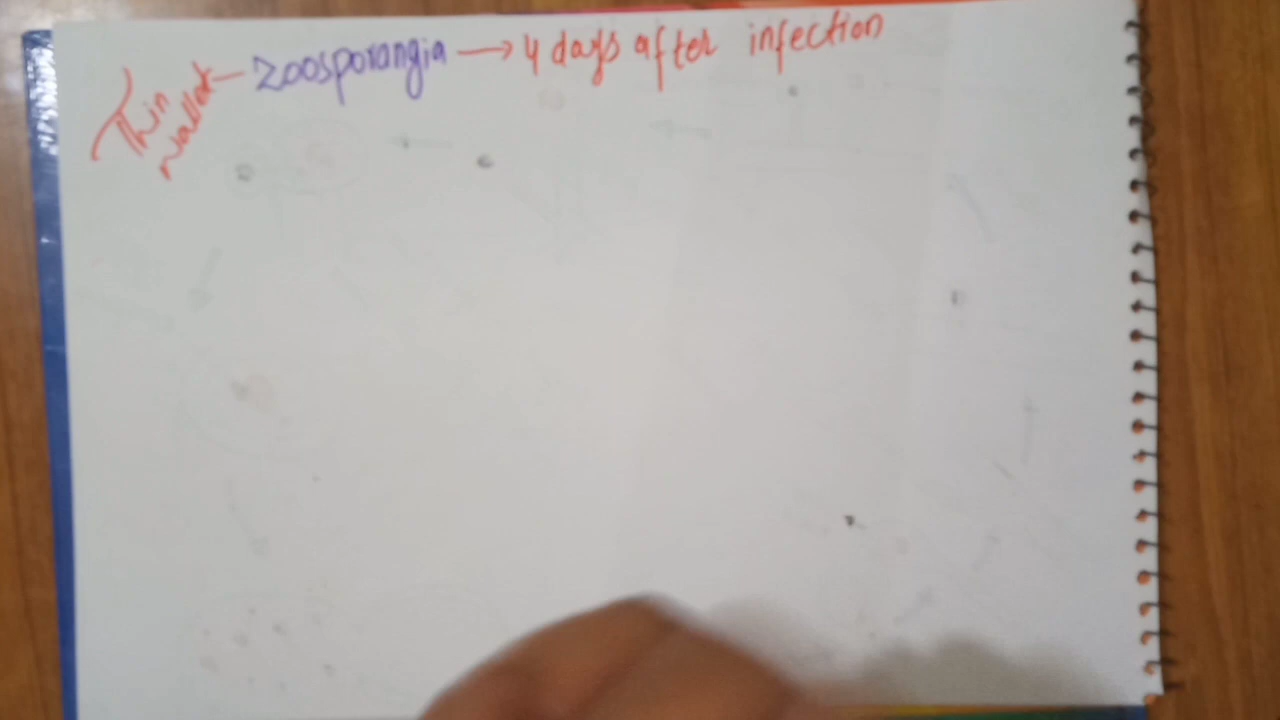 Thin walled — Zoosporangia → 4 days after infection